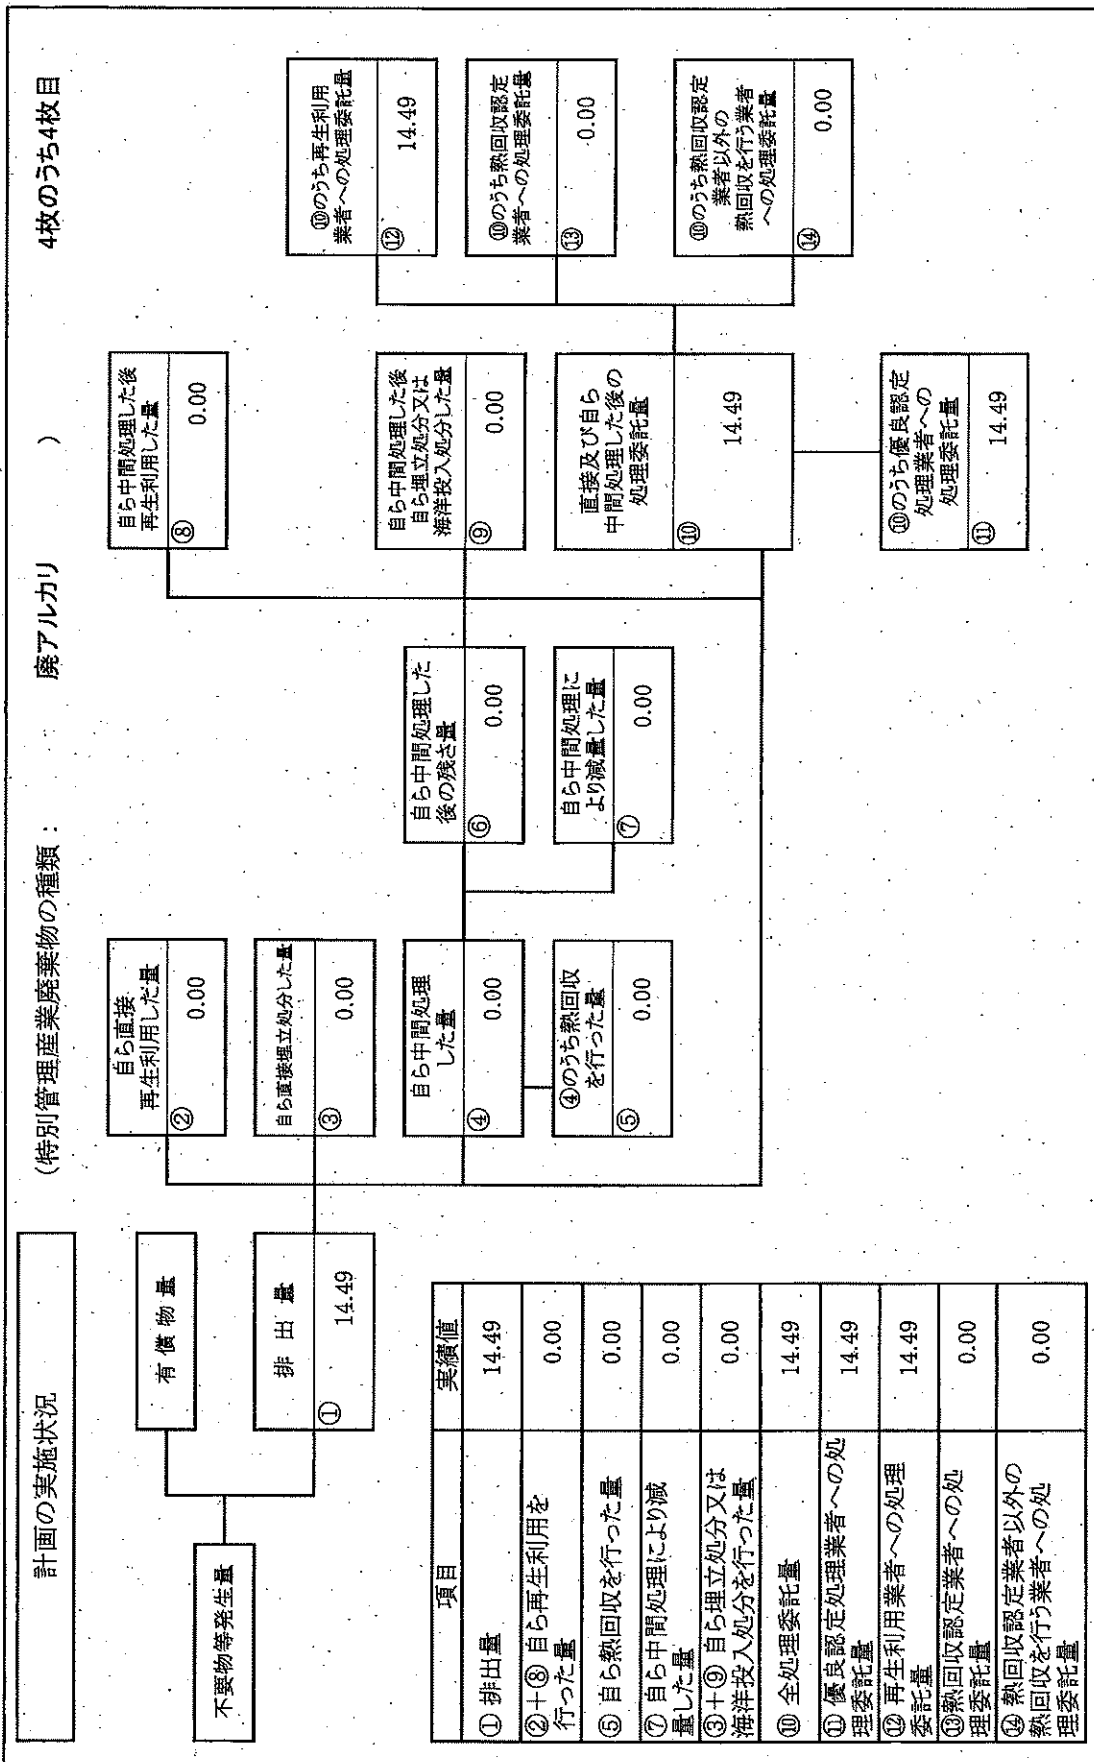 計画の実施状況
(特別管理産業廃棄物の種類： 廃アルカリ )
4枚のうち4枚目
不要物等発生量
有償物量
排出量
① 14.49
自ら直接
再生利用した量
② 0.00
自ら直接埋立処分した量
③ 0.00
自ら中間処理
した量
④ 0.00
④のうち熱回収
を行った量
⑤ 0.00
自ら中間処理した
後の残さ量
⑥ 0.00
自ら中間処理に
より減量した量
⑦ 0.00
自ら中間処理した後
再生利用した量
⑧ 0.00
自ら中間処理した後
自ら埋立処分又は
海洋投入処分した量
⑨ 0.00
直接及び自ら
中間処理した後の
処理委託量
⑩ 14.49
⑩のうち優良認定
処理業者への
処理委託量
⑪ 14.49
⑩のうち再生利用
業者への処理委託量
⑫ 14.49
⑩のうち熱回収認定
業者への処理委託量
⑬ 0.00
⑩のうち熱回収認定
業者以外の
熱回収を行う業者
への処理委託量
⑭ 0.00
項目 実績値
① 排出量 14.49
②＋⑧ 自ら再生利用を
行った量 0.00
⑤ 自ら熱回収を行った量 0.00
⑦ 自ら中間処理により減
量した量 0.00
③＋⑨ 自ら埋立処分又は
海洋投入処分を行った量 0.00
⑩ 全処理委託量 14.49
⑪ 優良認定処理業者への処
理委託量 14.49
⑫ 再生利用業者への処理
委託量 14.49
⑬熱回収認定業者への処
理委託量 0.00
⑭ 熱回収認定業者以外の
熱回収を行う業者への処
理委託量 0.00